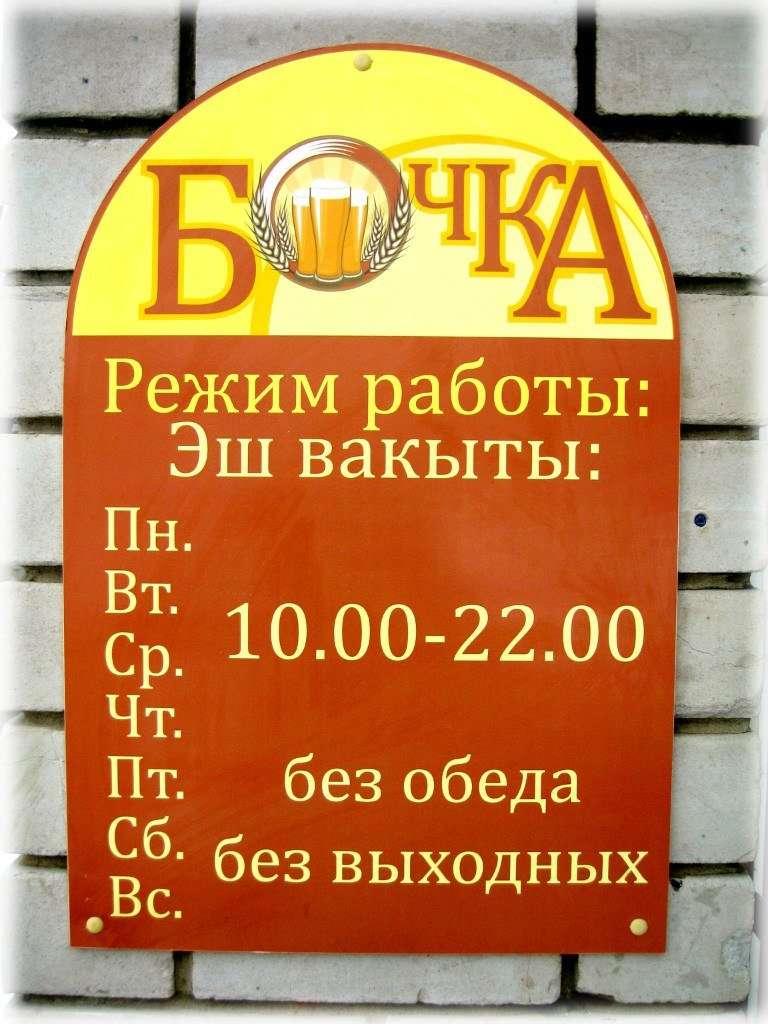 БОЧКА
Режим работы:
Эш вакыты:
Пн.
Вт.
Ср.
Чт.
Пт.
Сб.
Вс.
10.00-22.00
без обеда
без выходных